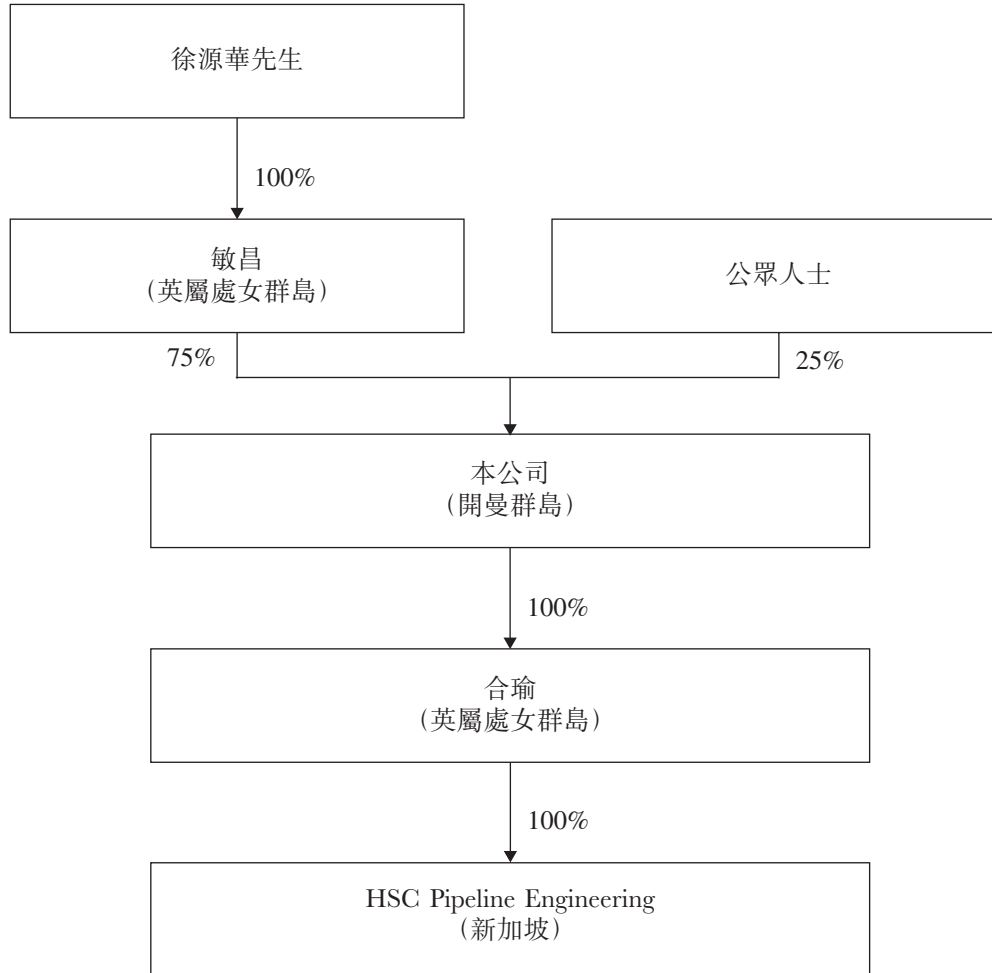 徐源華先生
100%
敏昌
(英屬處女群島)
公眾人士
75%
25%
本公司
(開曼群島)
100%
合瑜
(英屬處女群島)
100%
HSC Pipeline Engineering
(新加坡)